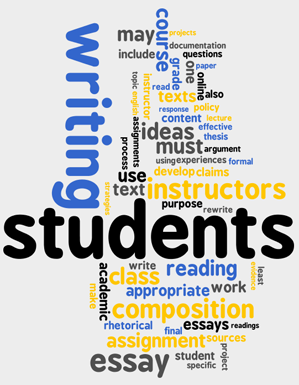 writing
course
projects
may
documentation
include
questions
grade
one
paper
online
topic
english
instructor
read
texts
also
response
policy
assignments
content
lecture
ideas
effective
thesis
process
must
argument
using
experiences
formal
develop
claims
use
text
instructors
strategies
purpose
rewrite
students
academic
write
reading
least
evidence
class
make
appropriate
work
composition
rhetorical
final
essays
readings
assignment
sources
essay
student
specific
project